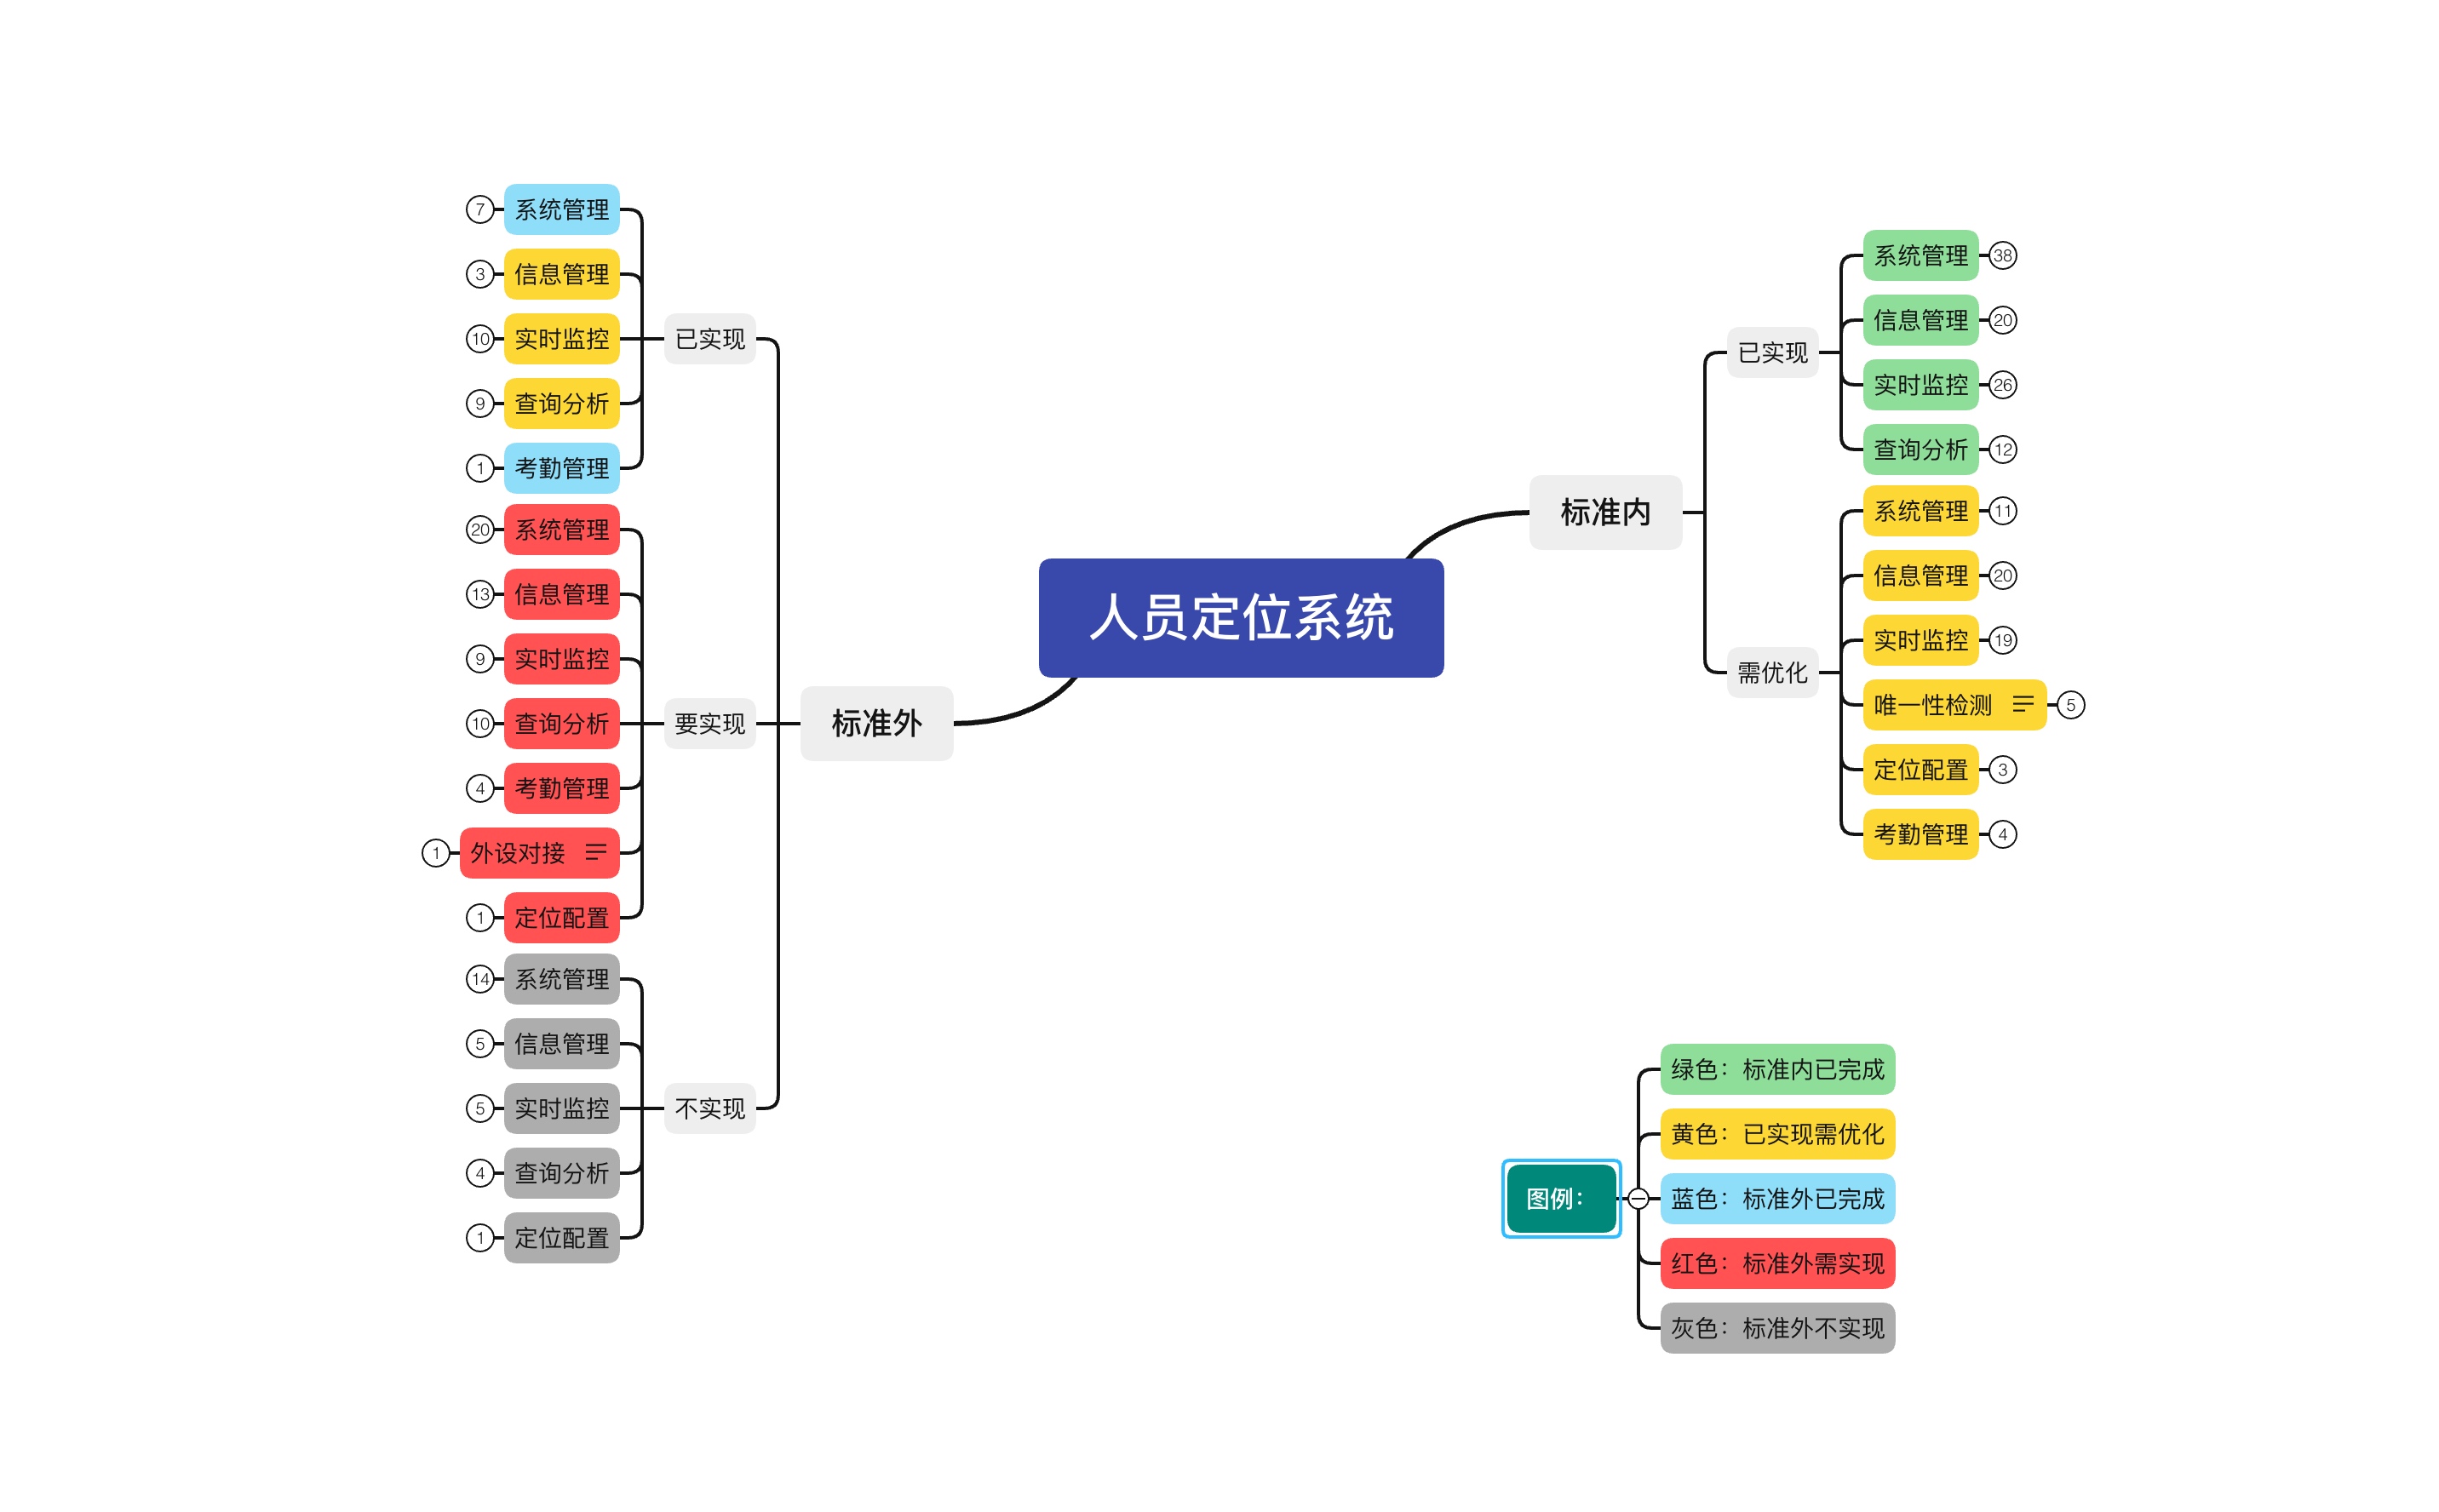 人员定位系统
标准内
已实现
系统管理 38
信息管理 20
实时监控 26
查询分析 12
需优化
系统管理 11
信息管理 20
实时监控 19
唯一性检测 5
定位配置 3
考勤管理 4
标准外
已实现
7 系统管理
3 信息管理
10 实时监控
9 查询分析
1 考勤管理
要实现
20 系统管理
13 信息管理
9 实时监控
10 查询分析
4 考勤管理
1 外设对接
1 定位配置
不实现
14 系统管理
5 信息管理
5 实时监控
4 查询分析
1 定位配置
图例：
绿色：标准内已完成
黄色：已实现需优化
蓝色：标准外已完成
红色：标准外需实现
灰色：标准外不实现